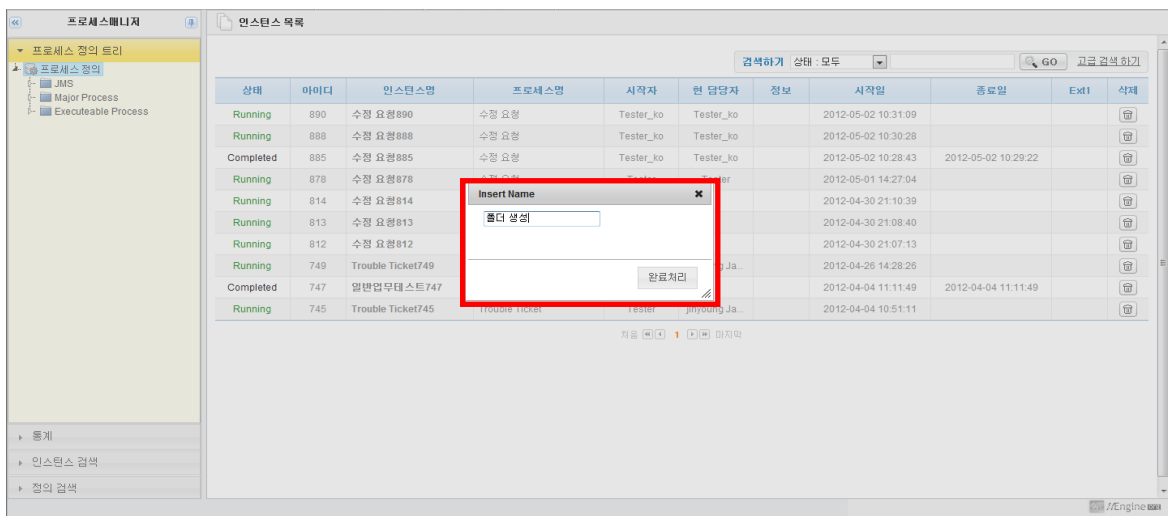 프로세스매니저
인스턴스 목록
프로세스 정의 트리
프로세스 정의
JMS
Major Process
Executeable Process
통계
인스턴스 검색
정의 검색
검색하기 상태 : 모두 GO 고급 검색 하기
상태 아이디 인스턴스명 프로세스명 시작자 현 담당자 정보 시작일 종료일 Ext1 삭제
Running 890 수정 요청890 수정 요청 Tester_ko Tester_ko 2012-05-02 10:31:09
Running 888 수정 요청888 수정 요청 Tester_ko Tester_ko 2012-05-02 10:30:28
Completed 885 수정 요청885 수정 요청 Tester_ko Tester_ko 2012-05-02 10:28:43 2012-05-02 10:29:22
Running 878 수정 요청878 수정 요청 Tester Tester 2012-05-01 14:27:04
Running 814 수정 요청814 2012-04-30 21:10:39
Running 813 수정 요청813 2012-04-30 21:08:40
Running 812 수정 요청812 2012-04-30 21:07:13
Running 749 Trouble Ticket749 Ja... 2012-04-26 14:28:26
Completed 747 일반업무테스트747 2012-04-04 11:11:49 2012-04-04 11:11:49
Running 745 Trouble Ticket745 Trouble Ticket Tester jinyoung Ja... 2012-04-04 10:51:11
Insert Name
폴더 생성
완료처리
처음 1 마지막